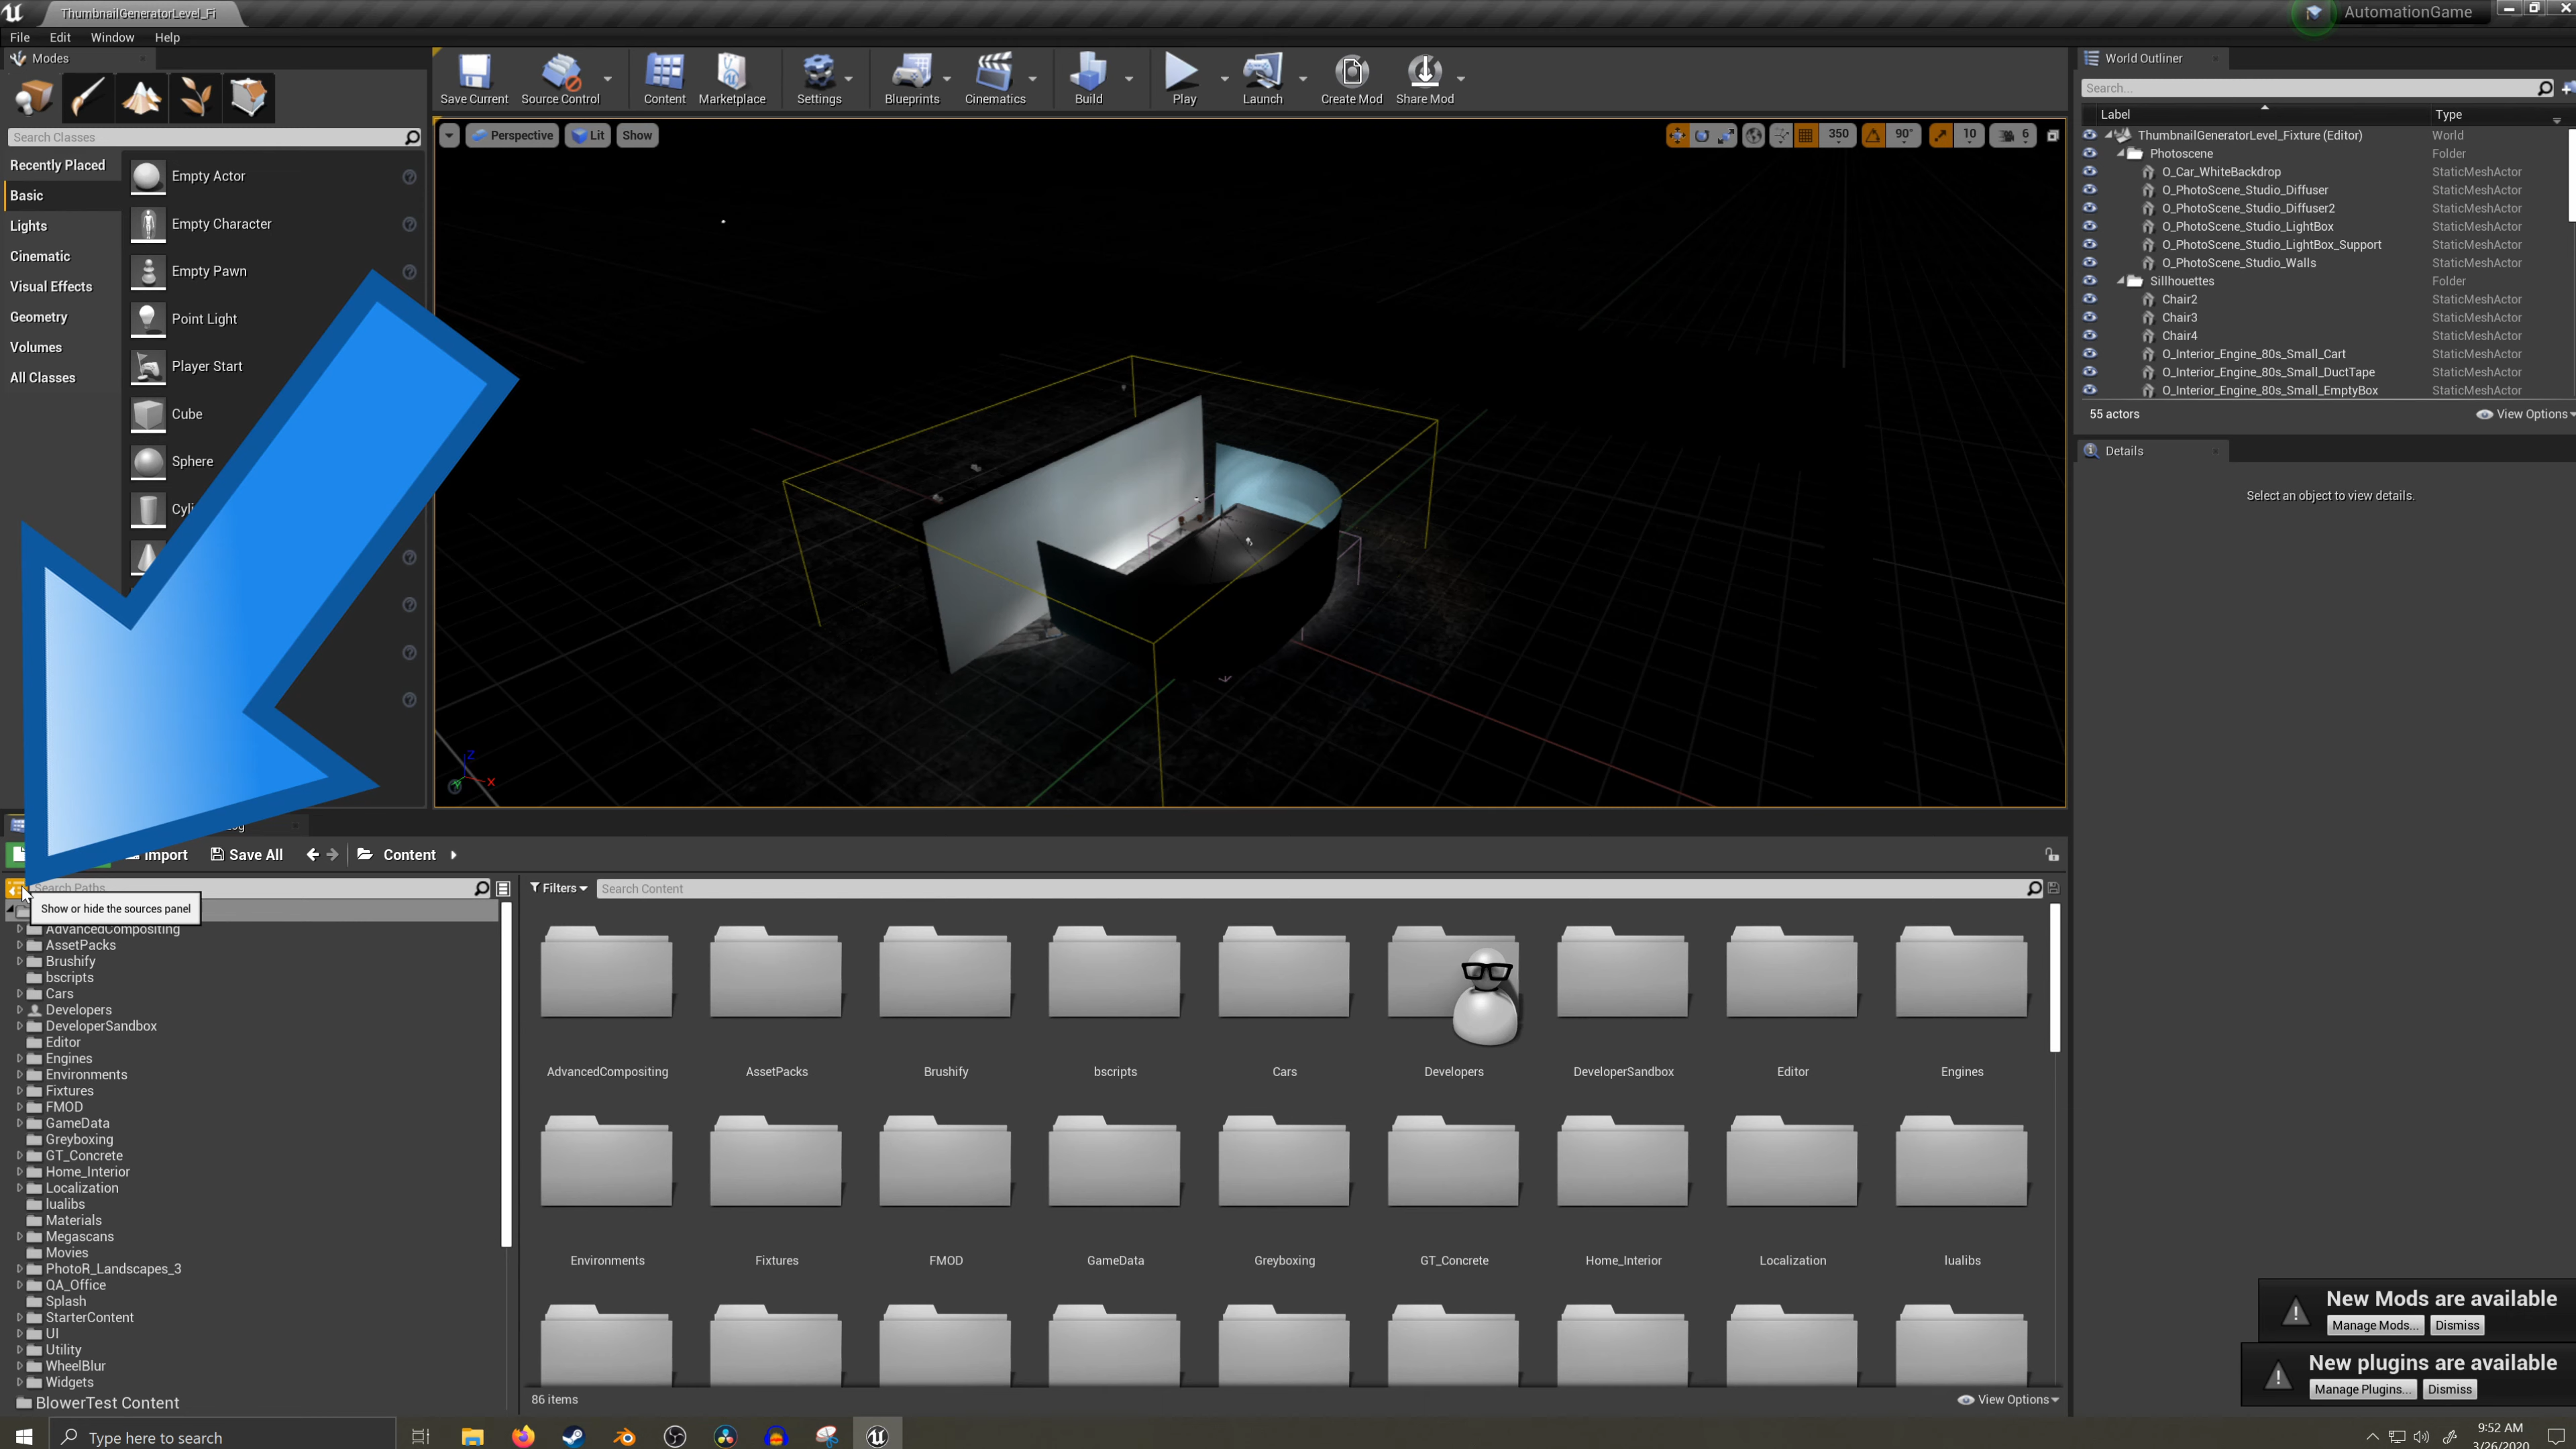 ThumbnailGeneratorLevel_Fi
AutomationGame
File Edit Window Help
Modes
Save Current
Source Control
Content
Marketplace
Settings
Blueprints
Cinematics
Build
Play
Launch
Create Mod
Share Mod
Search Classes
Recently Placed
Basic
Lights
Cinematic
Visual Effects
Geometry
Volumes
All Classes
Empty Actor
Empty Character
Empty Pawn
Point Light
Player Start
Cube
Sphere
Perspective Lit Show
350 90° 10 6
Z
X
World Outliner
Search...
Label Type
ThumbnailGeneratorLevel_Fixture (Editor) World
Photoscene Folder
O_Car_WhiteBackdrop StaticMeshActor
O_PhotoScene_Studio_Diffuser StaticMeshActor
O_PhotoScene_Studio_Diffuser2 StaticMeshActor
O_PhotoScene_Studio_LightBox StaticMeshActor
O_PhotoScene_Studio_LightBox_Support StaticMeshActor
O_PhotoScene_Studio_Walls StaticMeshActor
Sillhouettes Folder
Chair2 StaticMeshActor
Chair3 StaticMeshActor
Chair4 StaticMeshActor
O_Interior_Engine_80s_Small_Cart StaticMeshActor
O_Interior_Engine_80s_Small_DuctTape StaticMeshActor
O_Interior_Engine_80s_Small_EmptyBox StaticMeshActor
55 actors View Options
Details
Select an object to view details.
Import Save All Content
Search Paths
Show or hide the sources panel
AdvancedCompositing
AssetPacks
Brushify
bscripts
Cars
Developers
DeveloperSandbox
Editor
Engines
Environments
Fixtures
FMOD
GameData
Greyboxing
GT_Concrete
Home_Interior
Localization
lualibs
Materials
Megascans
Movies
PhotoR_Landscapes_3
QA_Office
Splash
StarterContent
UI
Utility
WheelBlur
Widgets
BlowerTest Content
Filters Search Content
AdvancedCompositing AssetPacks Brushify bscripts Cars Developers DeveloperSandbox Editor Engines
Environments Fixtures FMOD GameData Greyboxing GT_Concrete Home_Interior Localization lualibs
86 items View Options
New Mods are available
Manage Mods... Dismiss
New plugins are available
Manage Plugins... Dismiss
Type here to search
9:52 AM
3/26/2020